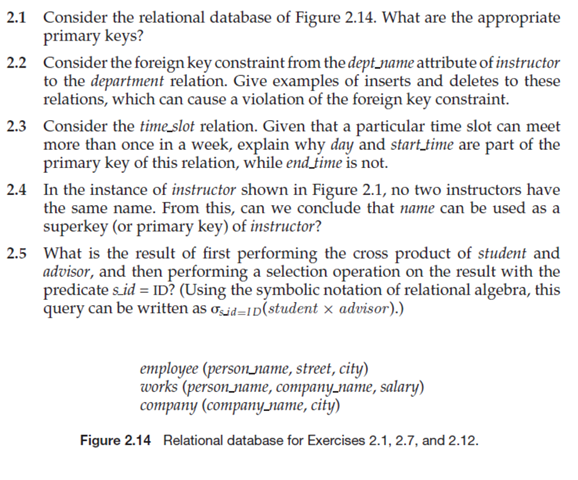 2.1 Consider the relational database of Figure 2.14. What are the appropriate
primary keys?
2.2 Consider the foreign key constraint from the dept_name attribute of instructor
to the department relation. Give examples of inserts and deletes to these
relations, which can cause a violation of the foreign key constraint.
2.3 Consider the time_slot relation. Given that a particular time slot can meet
more than once in a week, explain why day and start_time are part of the
primary key of this relation, while end_time is not.
2.4 In the instance of instructor shown in Figure 2.1, no two instructors have
the same name. From this, can we conclude that name can be used as a
superkey (or primary key) of instructor?
2.5 What is the result of first performing the cross product of student and
advisor, and then performing a selection operation on the result with the
predicate s_id = ID? (Using the symbolic notation of relational algebra, this
query can be written as σs_id=ID(student × advisor).)
employee (person_name, street, city)
works (person_name, company_name, salary)
company (company_name, city)
Figure 2.14 Relational database for Exercises 2.1, 2.7, and 2.12.